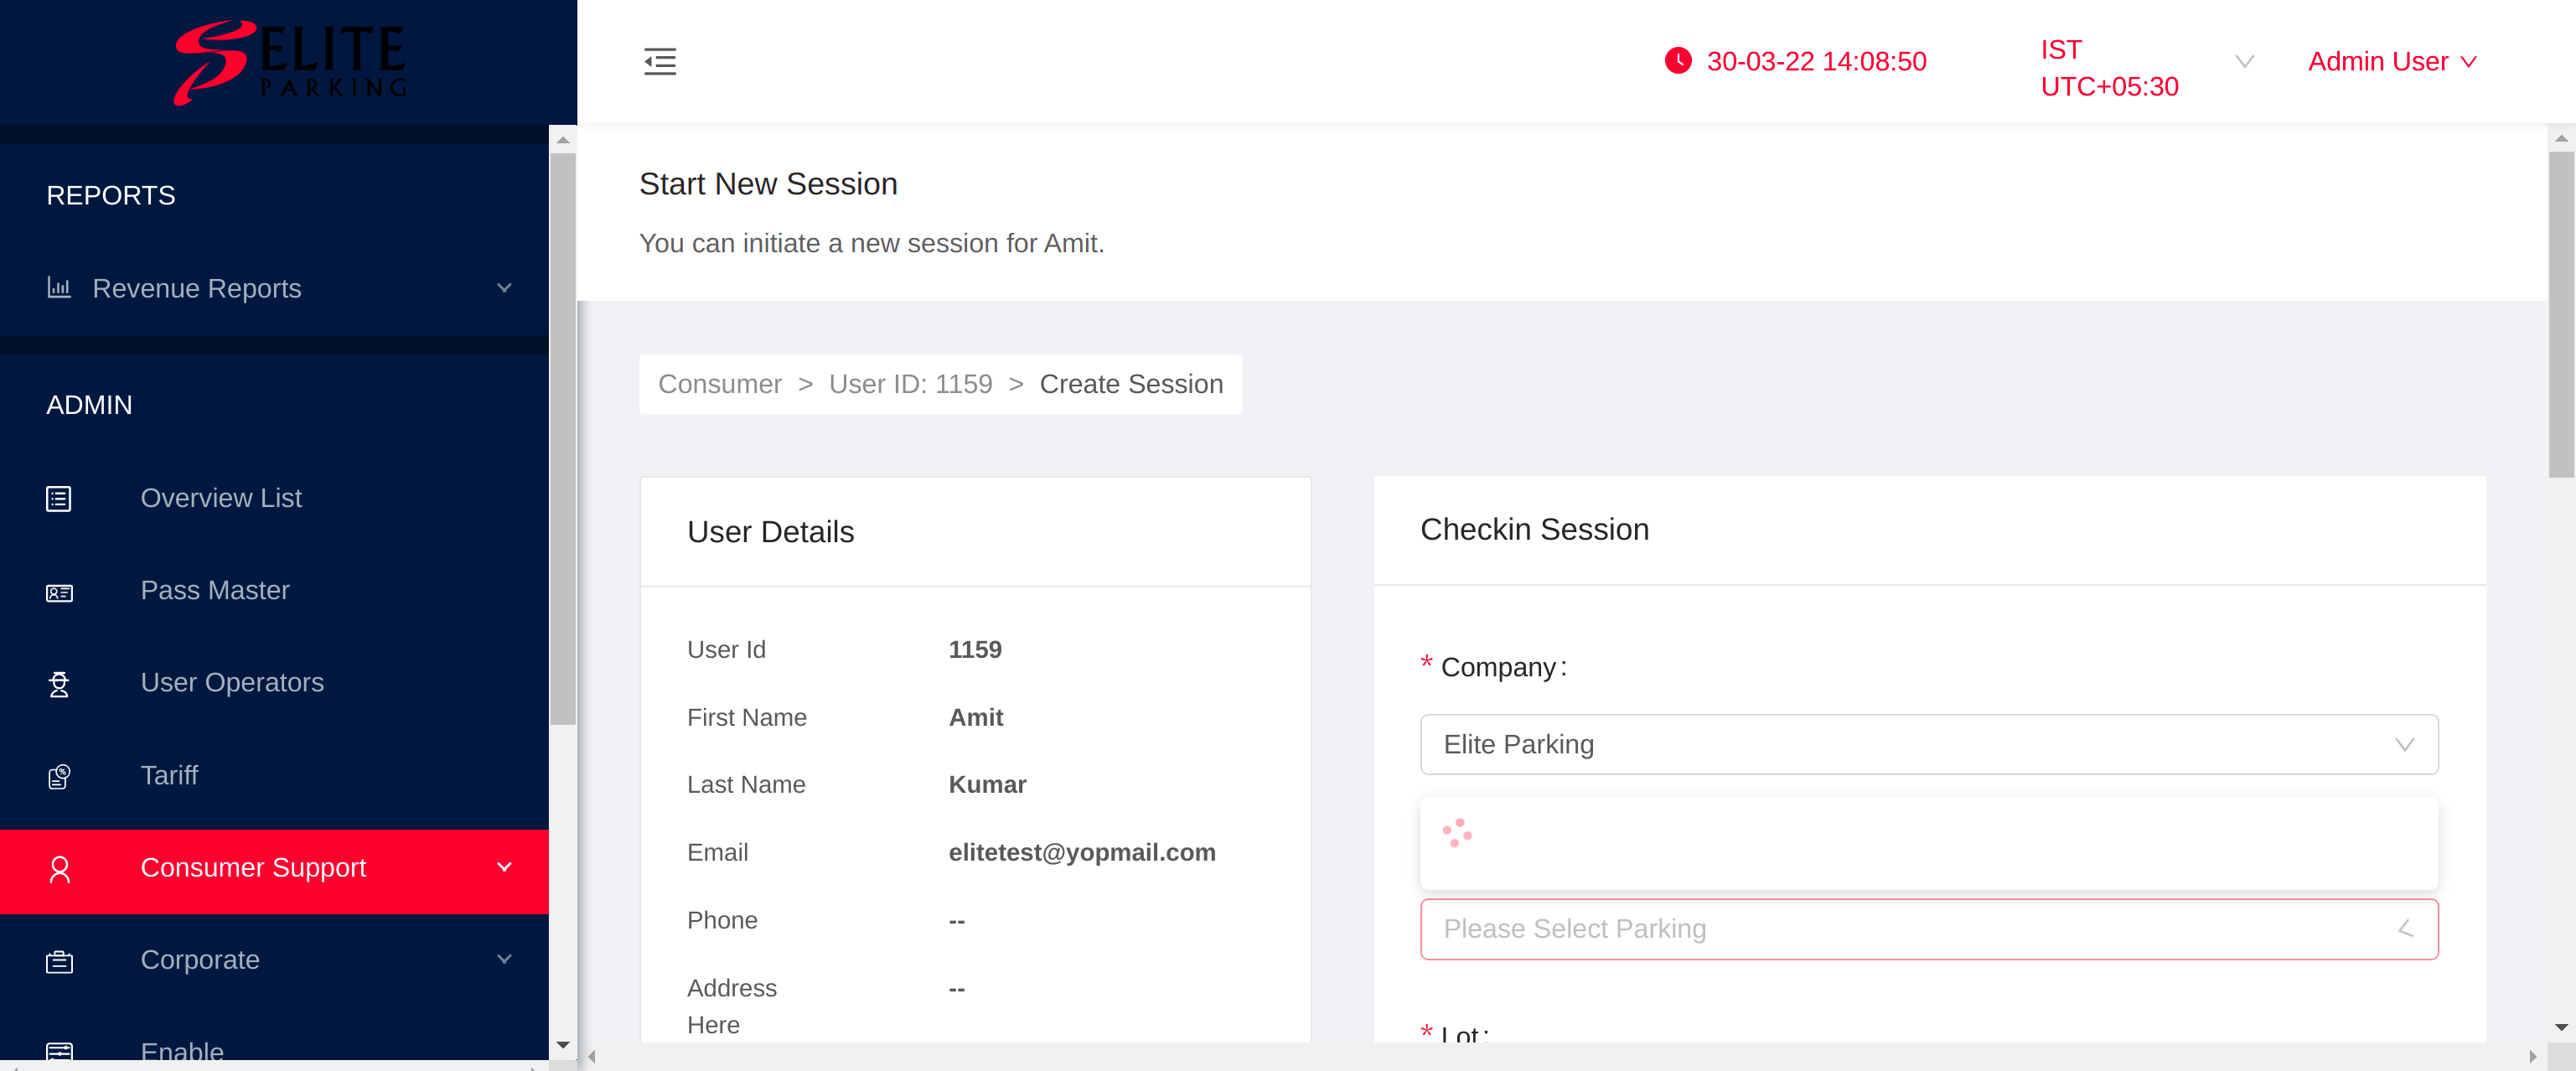 ELITE
PARKING
REPORTS
Revenue Reports
ADMIN
Overview List
Pass Master
User Operators
Tariff
Consumer Support
Corporate
Enable
30-03-22 14:08:50
IST
UTC+05:30
Admin User
Start New Session
You can initiate a new session for Amit.
Consumer > User ID: 1159 > Create Session
User Details
User Id 1159
First Name Amit
Last Name Kumar
Email elitetest@yopmail.com
Phone --
Address --
Here
Checkin Session
* Company :
Elite Parking
Please Select Parking
* Lot :